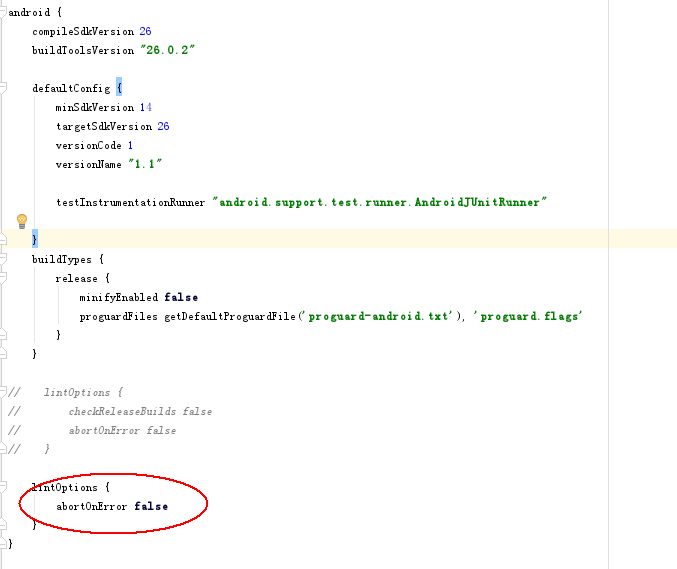 android {
    compileSdkVersion 26
    buildToolsVersion "26.0.2"

    defaultConfig {
        minSdkVersion 14
        targetSdkVersion 26
        versionCode 1
        versionName "1.1"

        testInstrumentationRunner "android.support.test.runner.AndroidJUnitRunner"

    }
    buildTypes {
        release {
            minifyEnabled false
            proguardFiles getDefaultProguardFile('proguard-android.txt'), 'proguard.flags'
        }
    }

//    lintOptions {
//        checkReleaseBuilds false
//        abortOnError false
//    }

    lintOptions {
        abortOnError false
    }
}